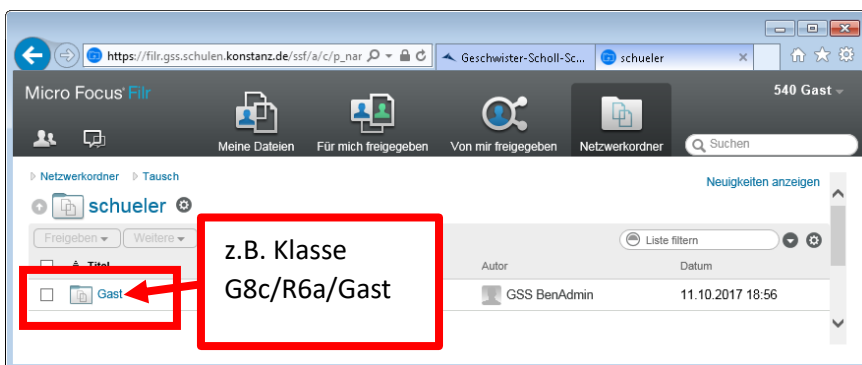 https://filr.gss.schulen.konstanz.de/ssf/a/c/p_nar
Geschwister-Scholl-Sc...
schueler
Micro Focus Filr
540 Gast
Meine Dateien
Für mich freigegeben
Von mir freigegeben
Netzwerkordner
Suchen
Netzwerkordner Tausch
Neuigkeiten anzeigen
schueler
Freigeben
Weitere
z.B. Klasse
G8c/R6a/Gast
Liste filtern
Titel
Autor
Datum
Gast
GSS BenAdmin
11.10.2017 18:56